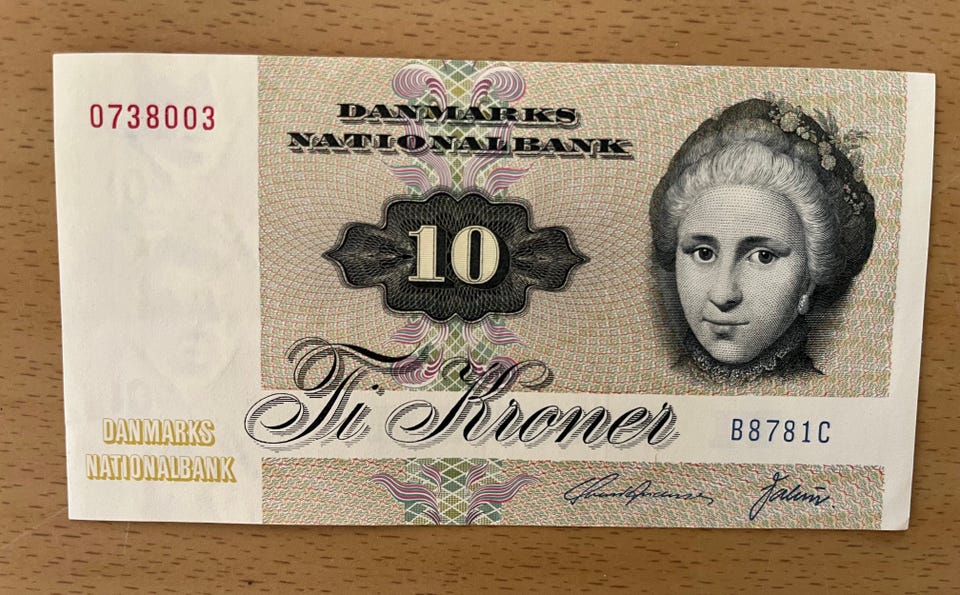 0738003
DANMARKS
NATIONALBANK
10
Ti Kroner
B8781C
DANMARKS
NATIONALBANK